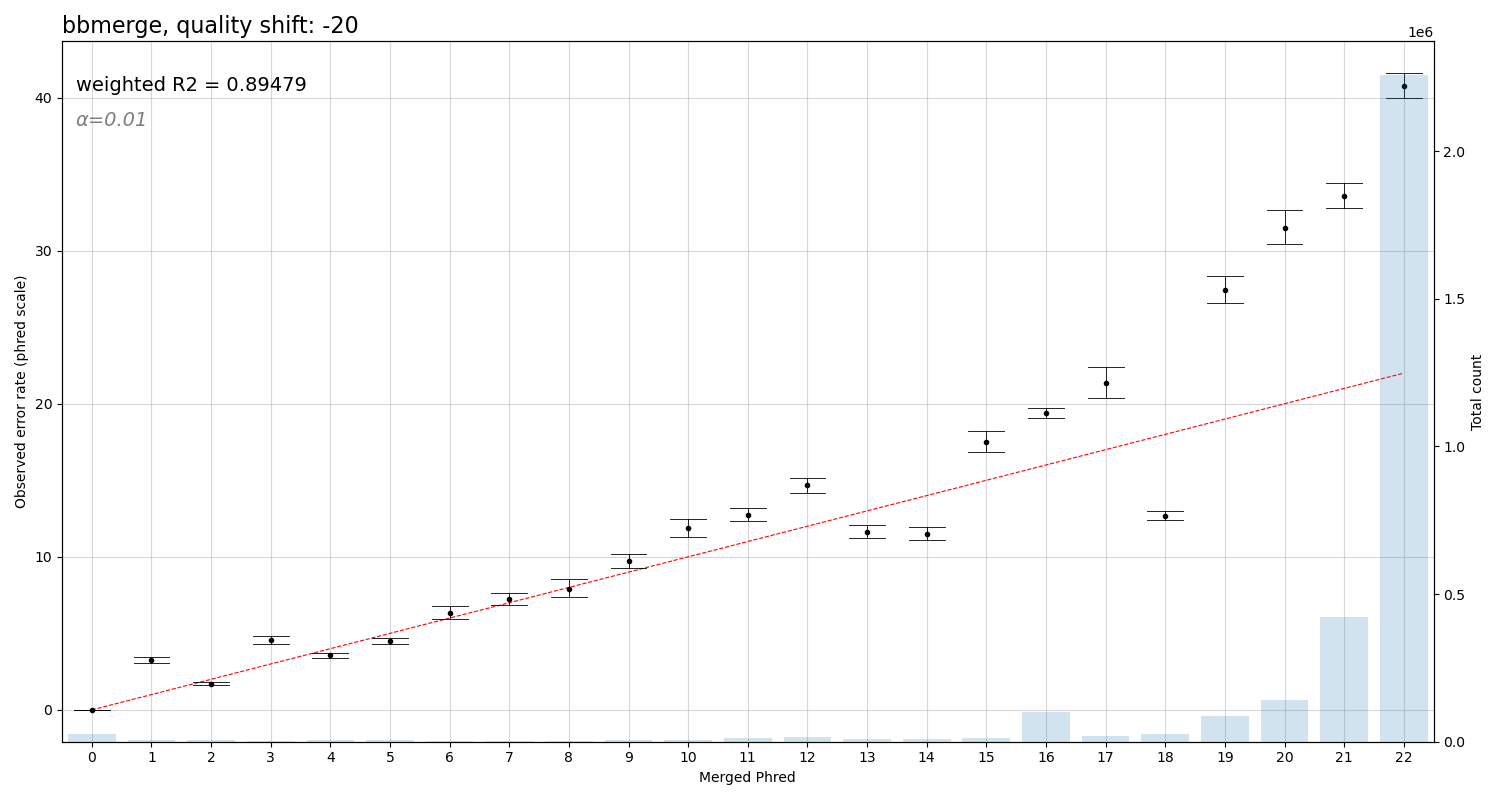 bbmerge, quality shift: -20
1e6
weighted R2 = 0.89479
α=0.01
Observed error rate (phred scale)
40
30
20
10
0
2.0
1.5
1.0
0.5
0.0
Total count
0 1 2 3 4 5 6 7 8 9 10 11 12 13 14 15 16 17 18 19 20 21 22
Merged Phred